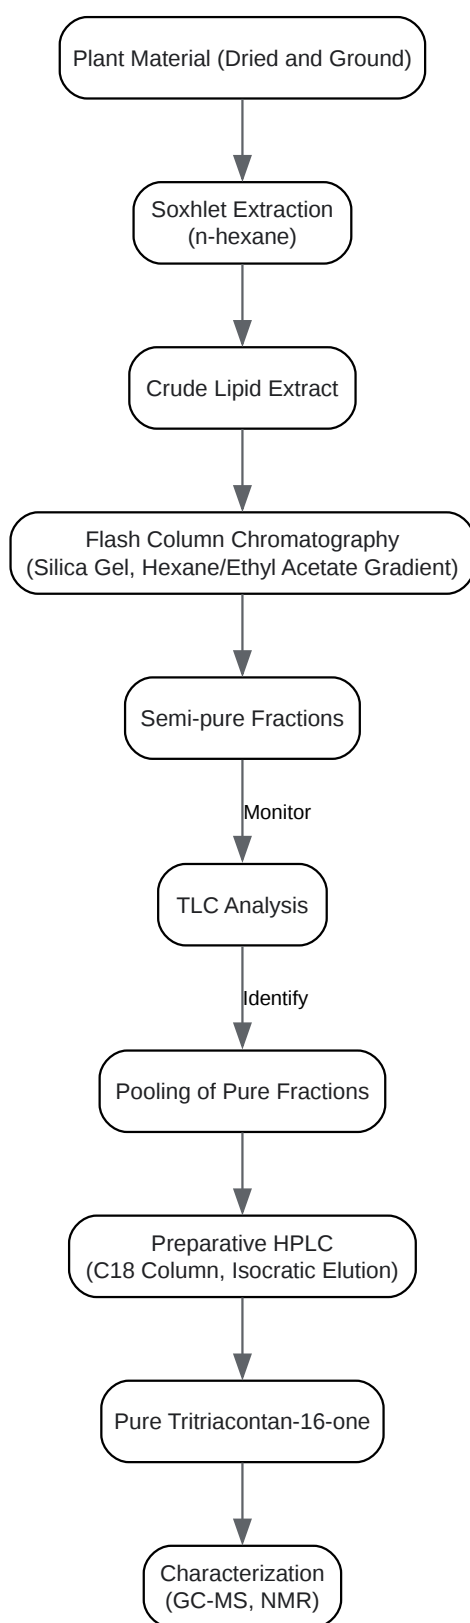 Plant Material (Dried and Ground)
Soxhlet Extraction
(n-hexane)
Crude Lipid Extract
Flash Column Chromatography
(Silica Gel, Hexane/Ethyl Acetate Gradient)
Semi-pure Fractions
Monitor
TLC Analysis
Identify
Pooling of Pure Fractions
Preparative HPLC
(C18 Column, Isocratic Elution)
Pure Tritriacontan-16-one
Characterization
(GC-MS, NMR)